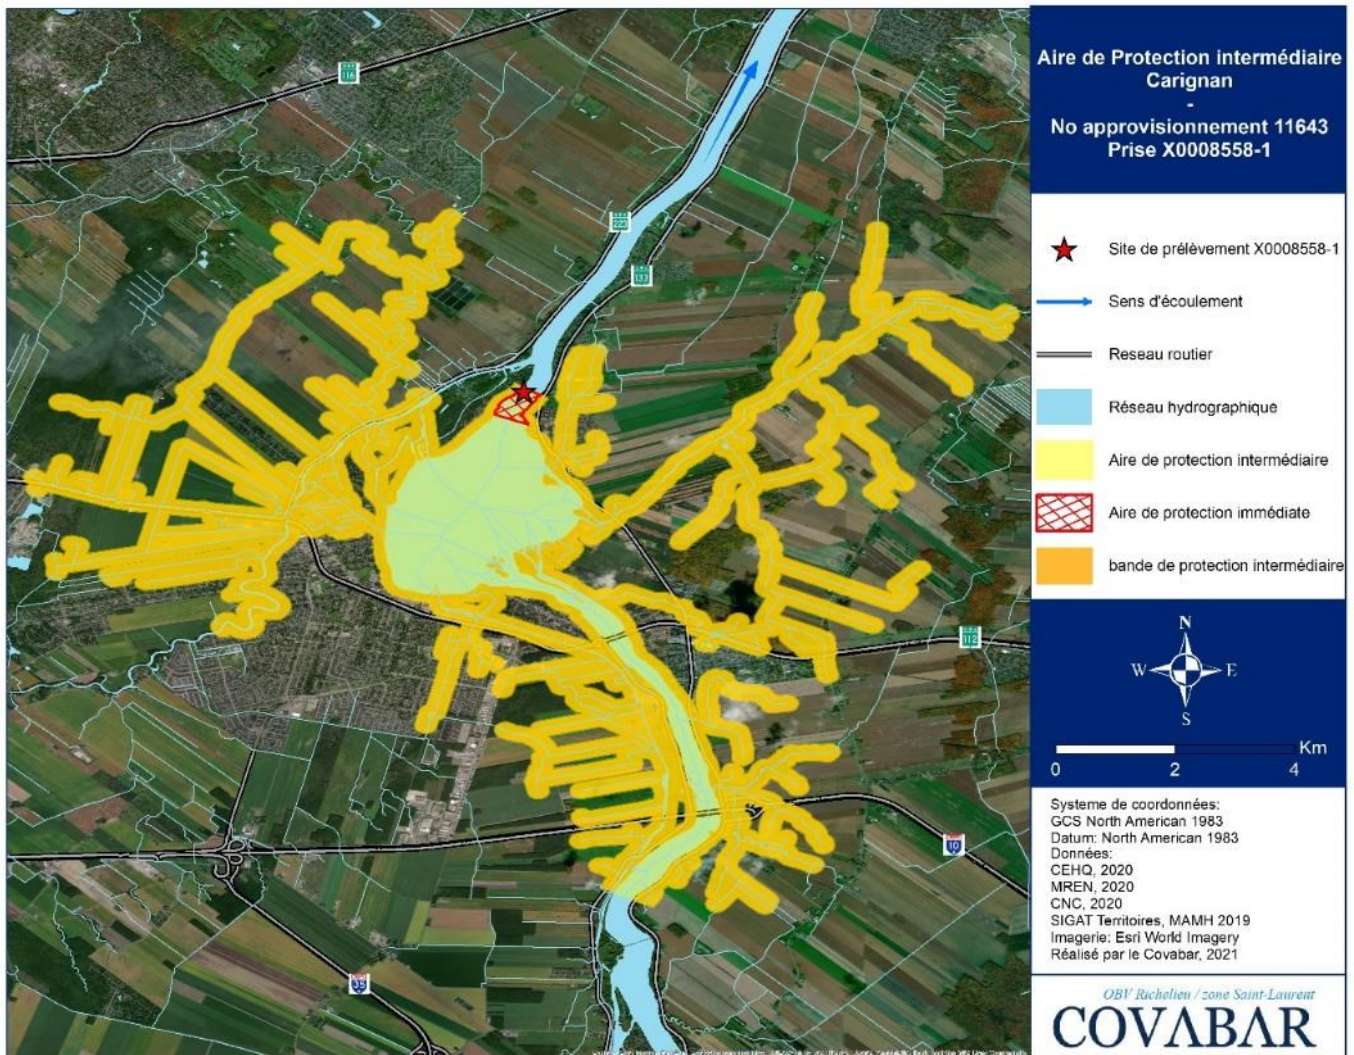 Aire de Protection intermédiaire
Carignan
-
No approvisionnement 11643
Prise X0008558-1
Site de prélèvement X0008558-1
Sens d'écoulement
Reseau routier
Réseau hydrographique
Aire de protection intermédiaire
Aire de protection immédiate
bande de protection intermédiaire
N
W
E
S
Km
0
2
4
Systeme de coordonnées:
GCS North American 1983
Datum: North American 1983
Données:
CEHQ, 2020
MREN, 2020
CNC, 2020
SIGAT Territoires, MAMH 2019
Imagerie: Esri World Imagery
Réalisé par le Covabar, 2021
OBV Richelieu / zone Saint-Laurent
COVABAR
116
223
133
112
10
35